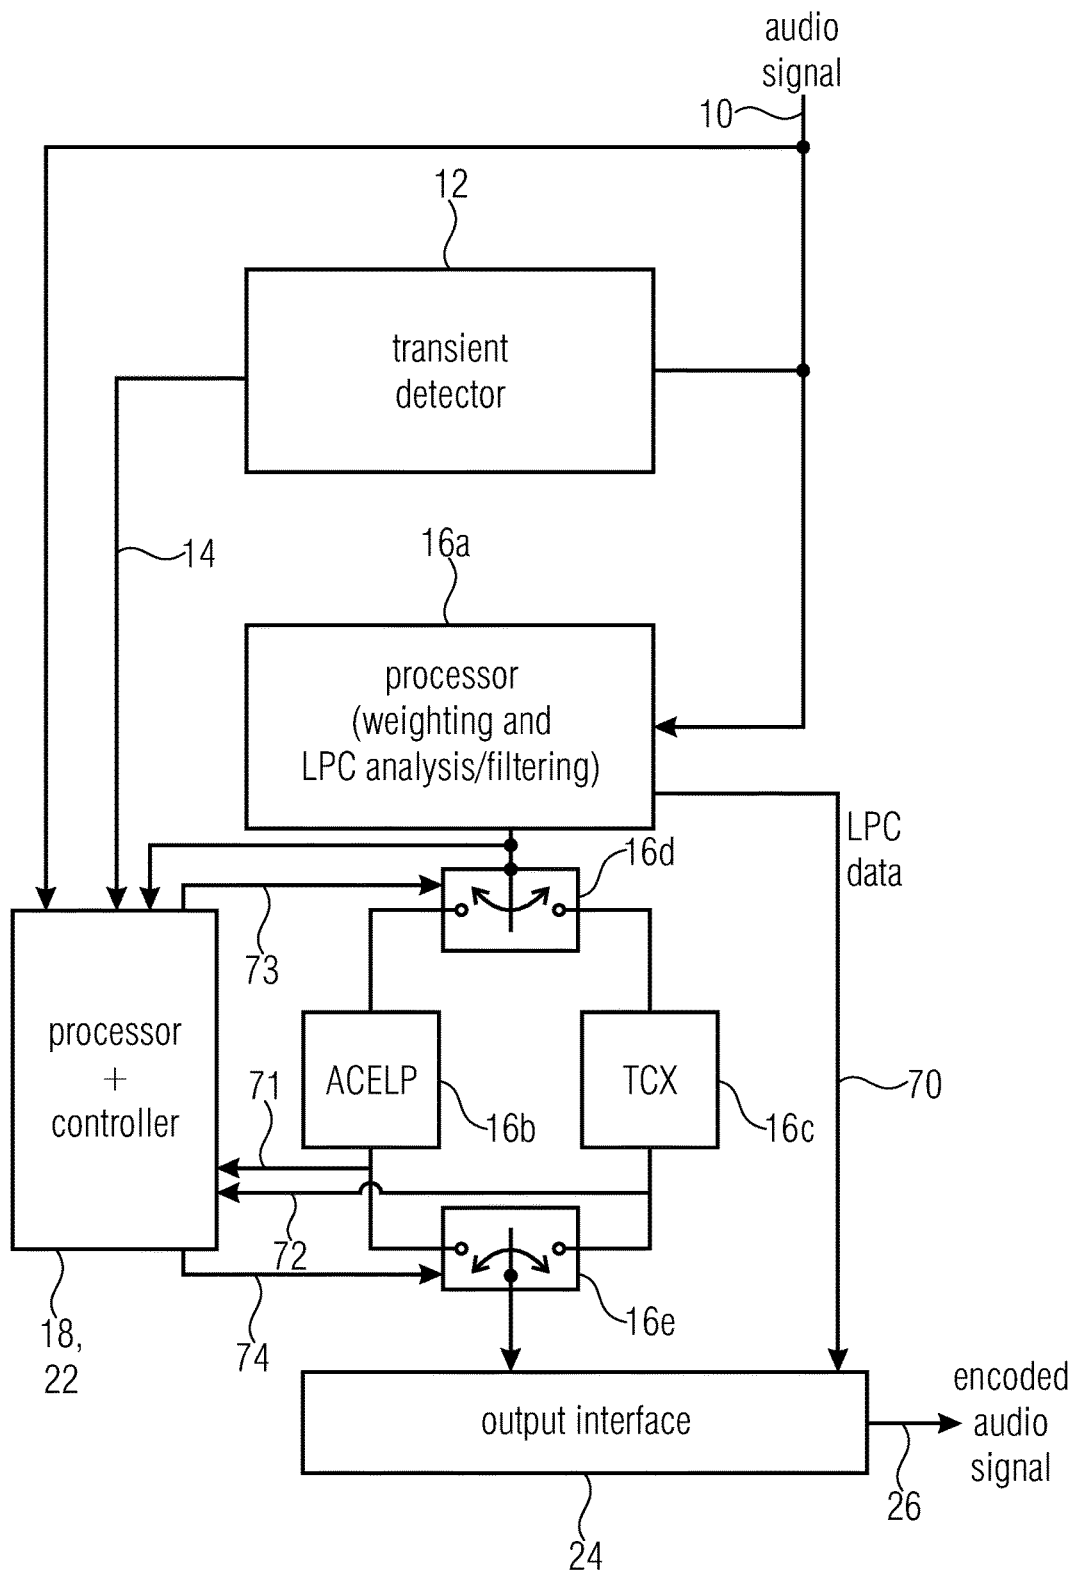 audio
signal
10
12
transient
detector
14
16a
processor
(weighting and
LPC analysis/filtering)
LPC
data
16d
73
processor
+
controller
ACELP
TCX
70
71
16b
16c
72
16e
18,
22
74
output interface
encoded
audio
signal
26
24